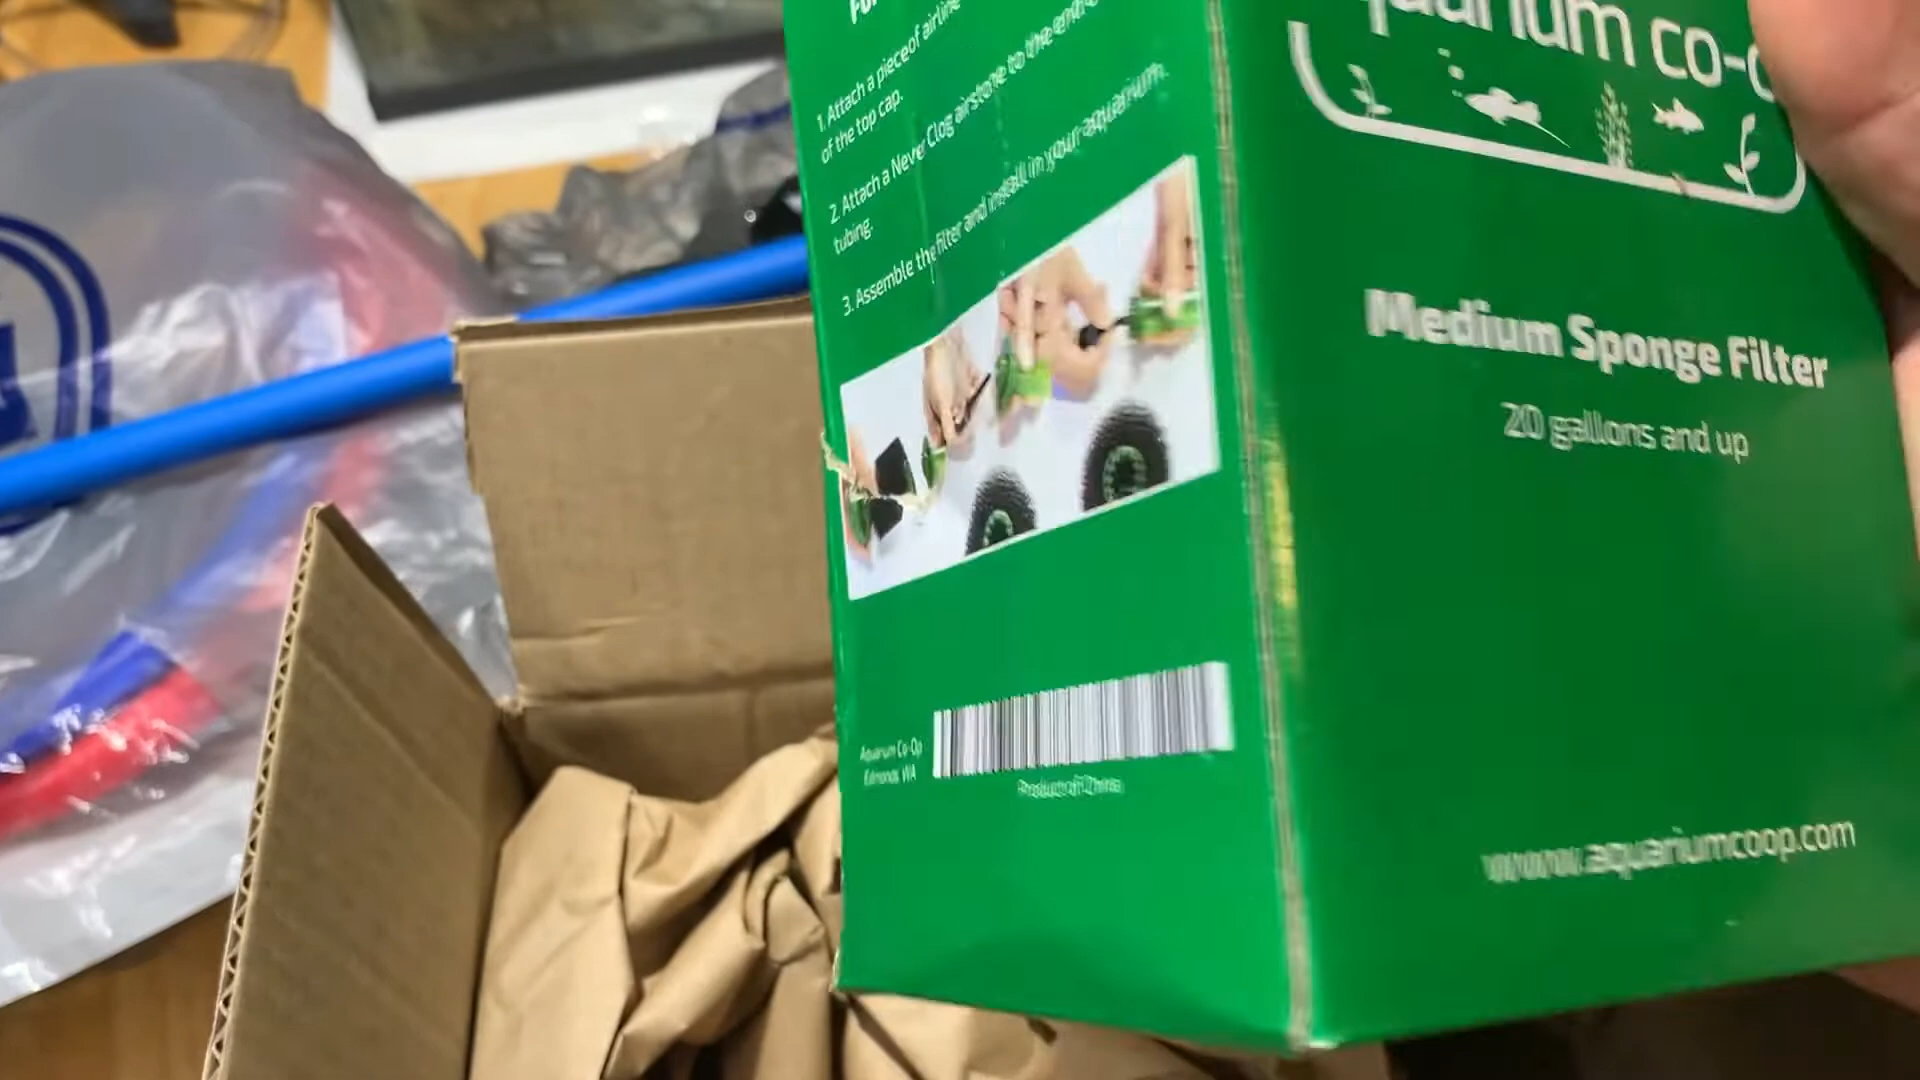 1. Attach a pieceof airline
of the top cap.
2. Attach a Never Clog airstone to the end
tubing.
3. Assemble the filter and install in your aquarium.
Aquarium Co-Op
Edmonds, WA
Product of China
aquarium co-o
Medium Sponge Filter
20 gallons and up
www.aquariumcoop.com